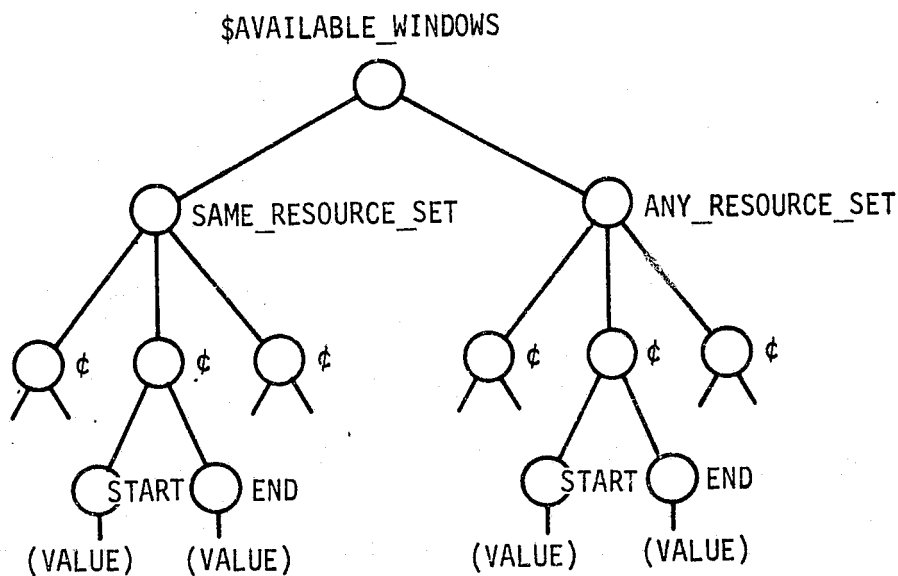 $AVAILABLE_WINDOWS
SAME_RESOURCE_SET
ANY_RESOURCE_SET
¢ ¢ ¢ ¢ ¢ ¢
START END START END
(VALUE) (VALUE) (VALUE) (VALUE)